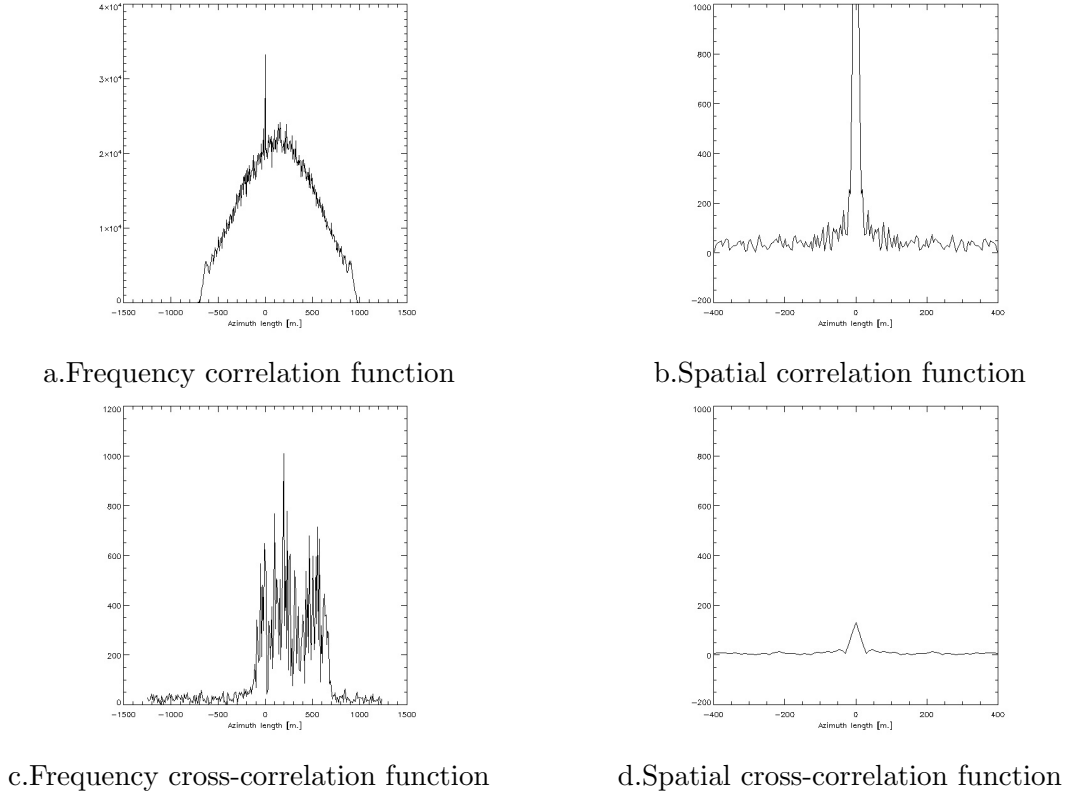 4×10⁴
3×10⁴
2×10⁴
1×10⁴
0
−1500 −1000 −500 0 500 1000 1500
Azimuth length [m.]
1000
800
600
400
200
0
−200
−400 −200 0 200 400
Azimuth length [m.]
a.Frequency correlation function
b.Spatial correlation function
1200
1000
800
600
400
200
0
−1500 −1000 −500 0 500 1000 1500
Azimuth length [m.]
1000
800
600
400
200
0
−200
−400 −200 0 200 400
Azimuth length [m.]
c.Frequency cross-correlation function
d.Spatial cross-correlation function